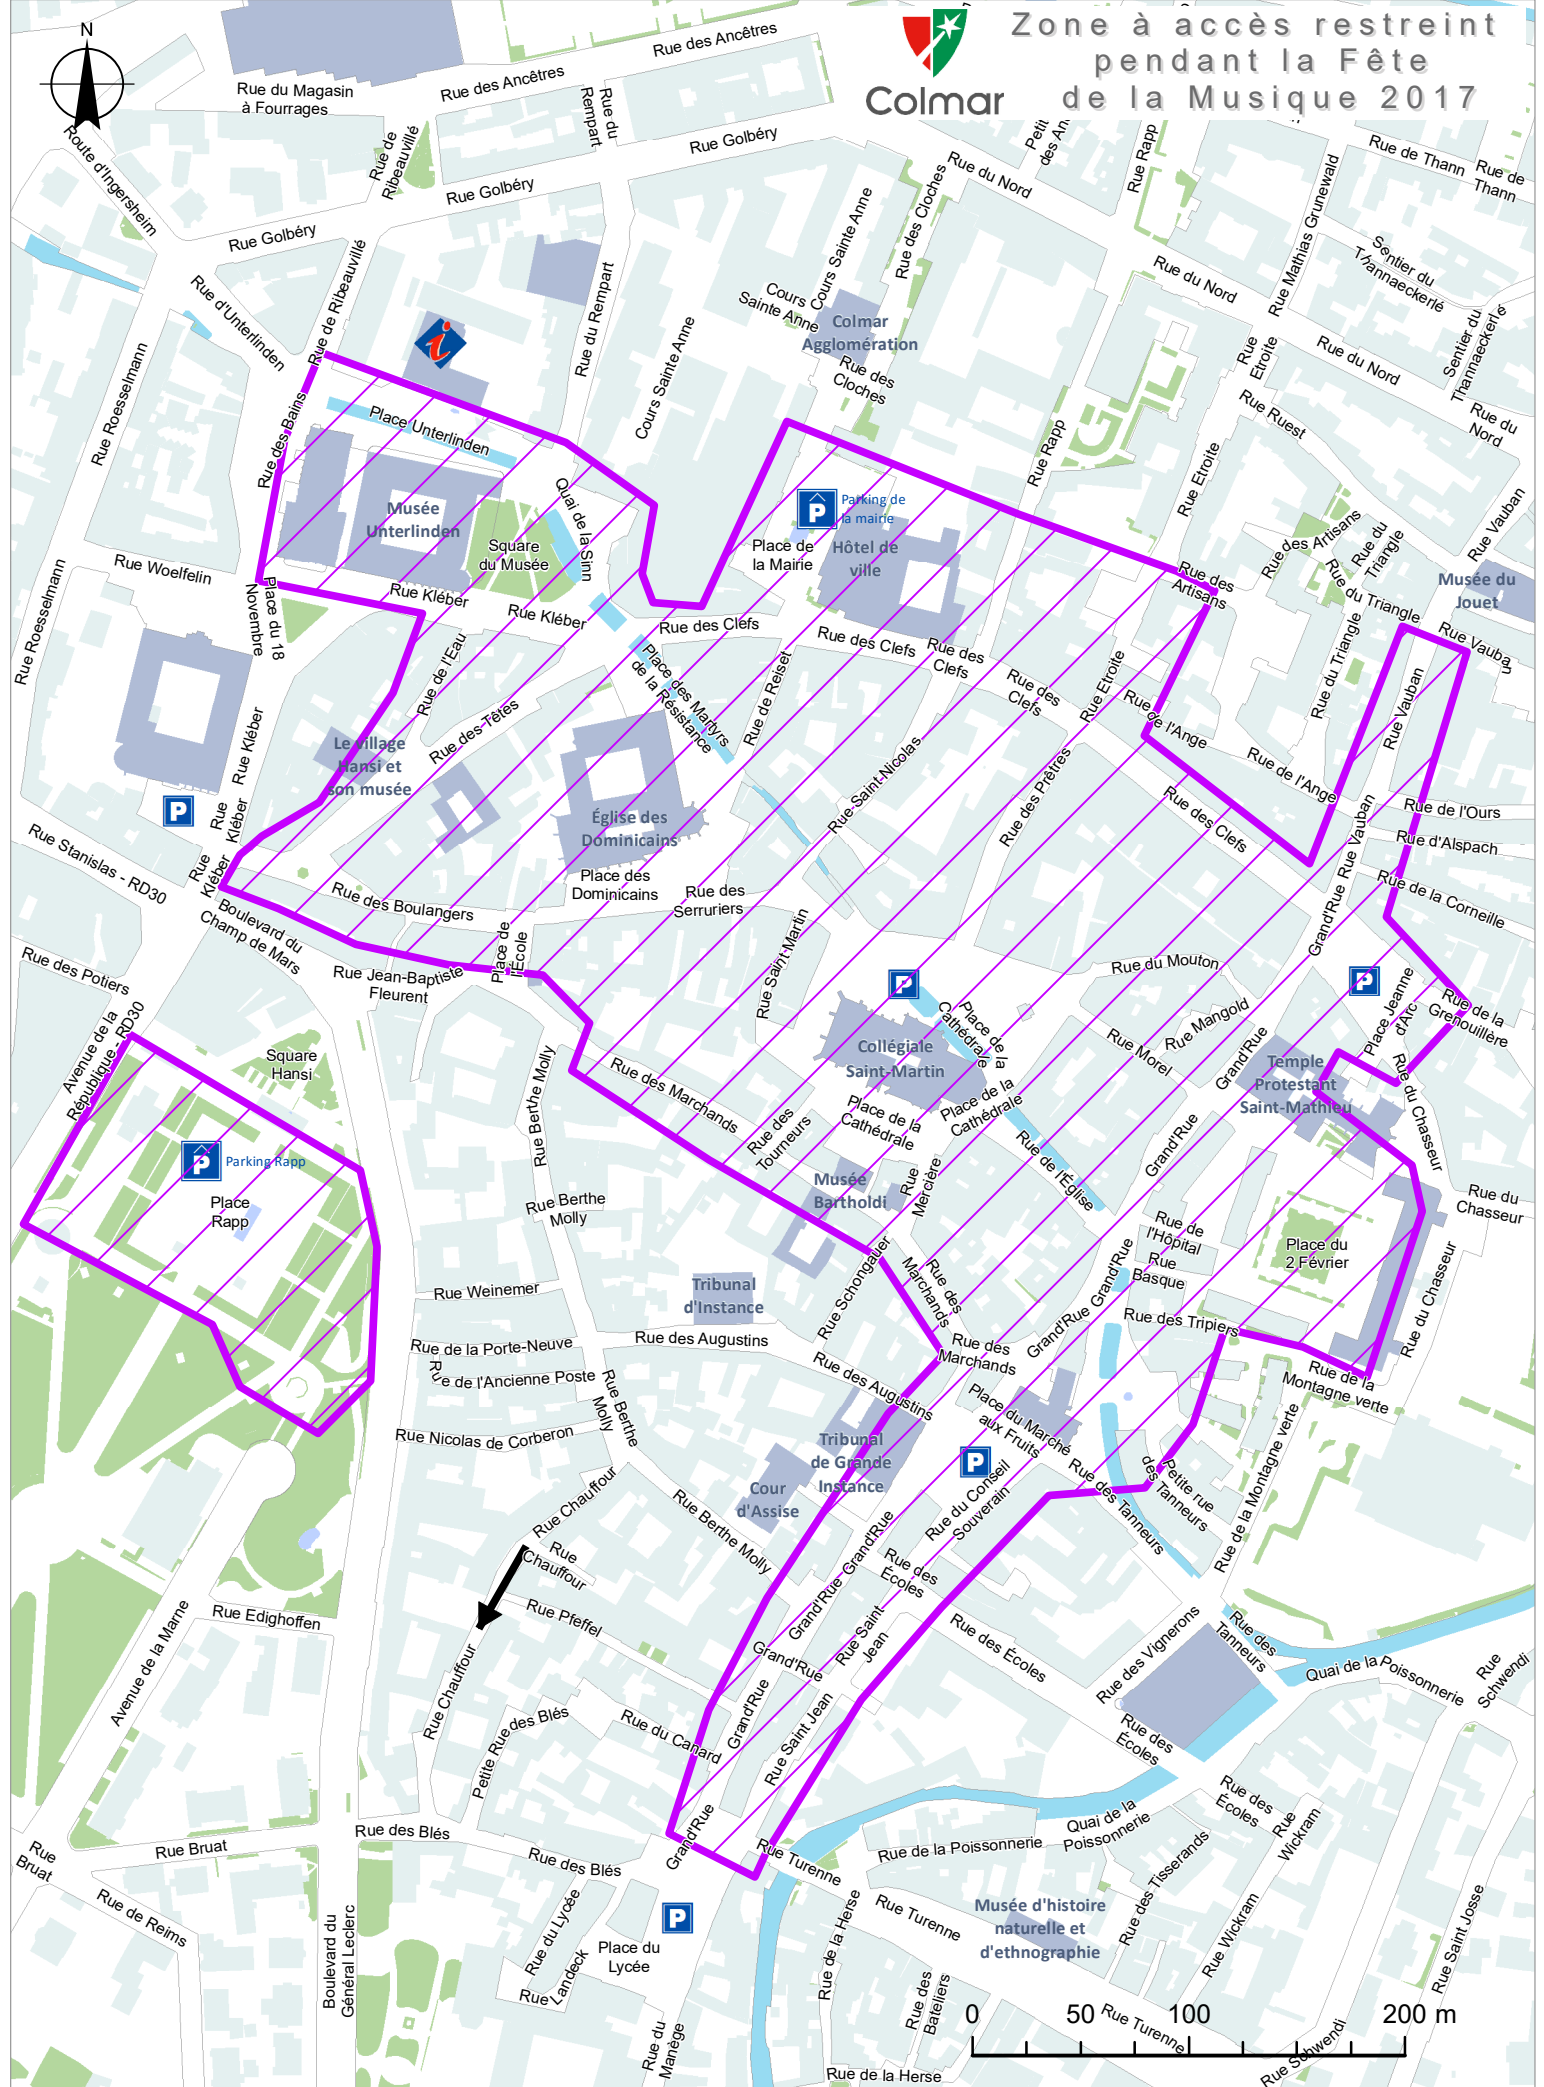 Zone à accès restreint
pendant la Fête
de la Musique 2017
Colmar
N
Rue du Magasin
à Fourrages
Rue des Ancêtres
Rue des Ancêtres
Rue du
Rempart
Rue Golbéry
Rue Golbéry
Rue Golbéry
Rue de
Ribeauvillé
Route d'Ingersheim
Rue d'Unterlinden
Rue de Ribeauvillé
Rue du Rempart
Cours Sainte Anne
Cours Sainte Anne
Cours
Sainte Anne
Rue des Cloches
Rue du Nord
Petit
Rue Rapp
Rue de Thann
Rue de
Thann
Rue Mathias Grunewald
Sentier du
Thannaeckerlé
Sentier du
Thannaeckerlé
Rue du Nord
Rue du Nord
Rue du
Nord
Colmar
Agglomération
Rue des
Cloches
Rue
Etroite
Rue Ruest
Rue Roesselmann
Rue des Bains
i
Place Unterlinden
Musée
Unterlinden
Square
du Musée
Quai de la Sinn
P
Parking de
la mairie
Place de
la Mairie
Hôtel de
ville
Rue Rapp
Rue Etroite
Rue des
Artisans
Rue des Artisans
Rue du
Triangle
Rue du Triangle
Rue Vauban
Musée du
Jouet
Rue Vauban
Rue Woelfelin
Rue Roesselmann
Place du 18
Novembre
Rue Kléber
Rue Kléber
Rue des Clefs
Rue des Clefs
Rue des
Clefs
Rue des
Clefs
Rue de l'Eau
Rue des Têtes
Place des Martyrs
de la Résistance
Rue de Reiset
Rue Etroite
Rue de l'Ange
Rue de l'Ange
Rue du Triangle
Rue Vauban
Rue Kléber
Le village
Hansi et
son musée
Rue Saint-Nicolas
Rue des Prêtres
Rue des Clefs
Rue Vauban
Rue de l'Ours
Rue d'Alspach
Rue de la Corneille
P
Rue
Kléber
Rue
Kléber
Rue Stanislas - RD30
Église des
Dominicains
Place des
Dominicains
Rue des
Serruriers
Rue des Boulangers
Boulevard du
Champ de Mars
Place de
l'École
Rue Jean-Baptiste
Fleurent
Rue Saint-Martin
P
Rue du Mouton
Grand'Rue
P
Place Jeanne
d'Arc
Rue de la
Grenouillère
Rue des Potiers
Avenue de la
République - RD30
Square
Hansi
Rue Berthe Molly
Rue des Marchands
Collégiale
Saint-Martin
Place de la
Cathédrale
Place de la
Cathédrale
Place de la
Cathédrale
Rue Morel
Rue Mangold
Grand'Rue
Temple
Protestant
Saint-Mathieu
Rue du Chasseur
P
Parking Rapp
Place
Rapp
Rue des
Tourneurs
Musée
Bartholdi
Rue
Mercière
Rue de l'Église
Grand'Rue
Rue du
Chasseur
Rue Berthe
Molly
Rue de
l'Hôpital
Rue
Basque
Place du
2 Février
Rue du Chasseur
Rue Schongauer
Rue des
Marchands
Grand'Rue
Grand'Rue
Rue Weinemer
Tribunal
d'Instance
Rue des Tripiers
Rue de la Porte-Neuve
Rue des Augustins
Rue des
Marchands
Rue de la
Montagne verte
Rue de l'Ancienne Poste
Rue des Augustins
Place du Marché
aux Fruits
Rue Berthe
Molly
Rue Nicolas de Corberon
Tribunal
de Grande
Instance
P
Rue des Tanneurs
Petite rue
des Tanneurs
Rue de la Montagne verte
Cour
d'Assise
Rue du Conseil
Souverain
Rue Chauffour
Rue Berthe Molly
Rue
Chauffour
Grand'Rue
Rue des
Écoles
Rue Pfeffel
Grand'Rue
Rue Saint
Jean
Rue des Écoles
Rue des Vignerons
Rue des
Tanneurs
Quai de la Poissonnerie
Rue
Schwendi
Rue Edighoffen
Avenue de la Marne
Rue Chauffour
Grand'Rue
Petite Rue des Blés
Rue du Canard
Grand'Rue
Rue Saint Jean
Rue des
Écoles
Rue des
Écoles
Rue
Wickram
Rue des Blés
Rue des Blés
Grand'Rue
Rue Turenne
Rue de la Poissonnerie
Quai de la
Poissonnerie
Rue des Tisserands
Rue Bruat
Rue
Bruat
Rue de Reims
Boulevard du
Général Leclerc
Rue du Lycée
Rue Landeck
Place du
Lycée
P
Rue du
Manège
Rue de la Herse
Rue Turenne
Musée d'histoire
naturelle et
d'ethnographie
Rue Wickram
Rue Saint Josse
Rue des
Bateliers
Rue Turenne
Rue Schwendi
Rue de la Herse
0 50 100 200 m